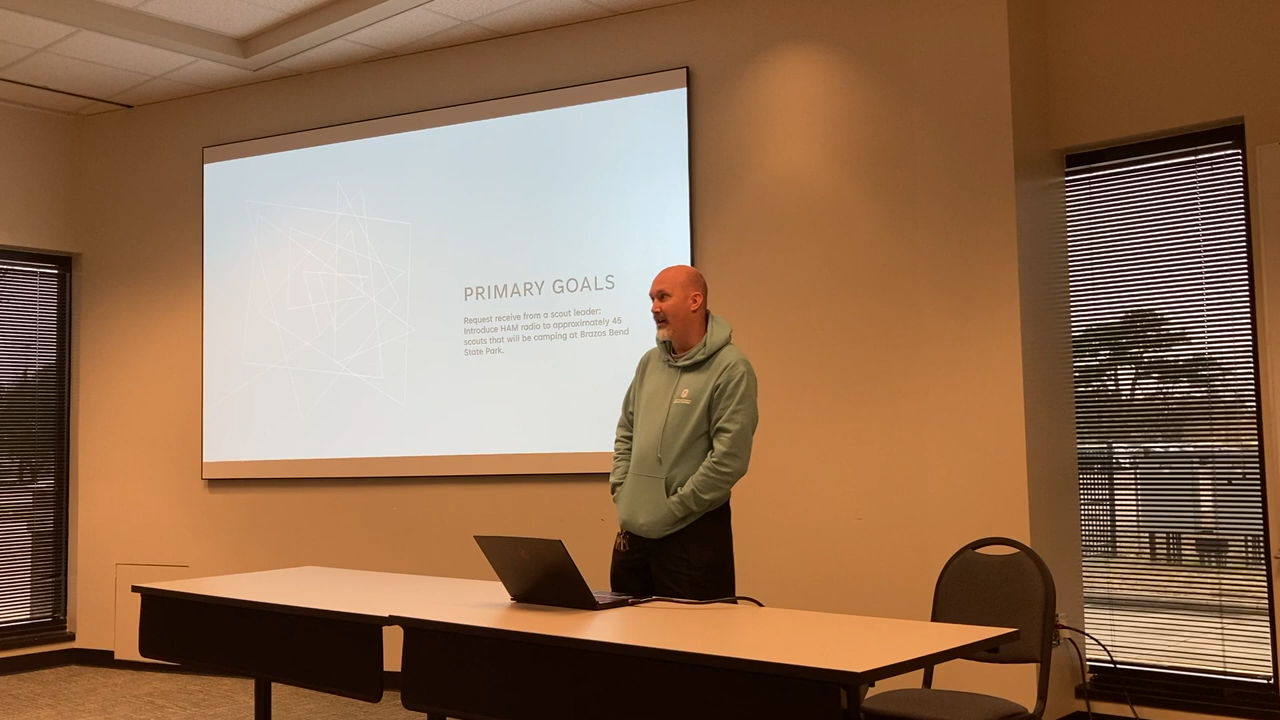 PRIMARY GOALS
Request receive from a scout leader:
Introduce HAM radio to approximately 45
scouts that will be camping at Brazos Bend
State Park.